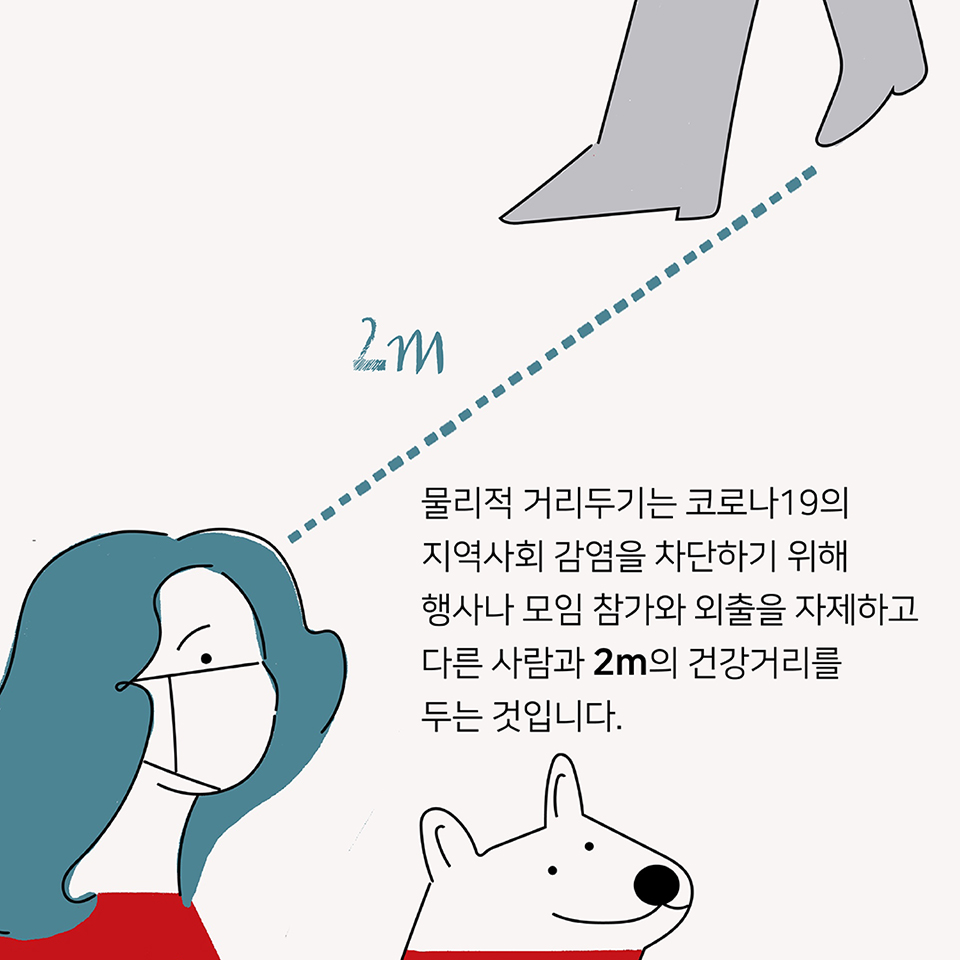 2m
물리적 거리두기는 코로나19의
지역사회 감염을 차단하기 위해
행사나 모임 참가와 외출을 자제하고
다른 사람과 2m의 건강거리를
두는 것입니다.